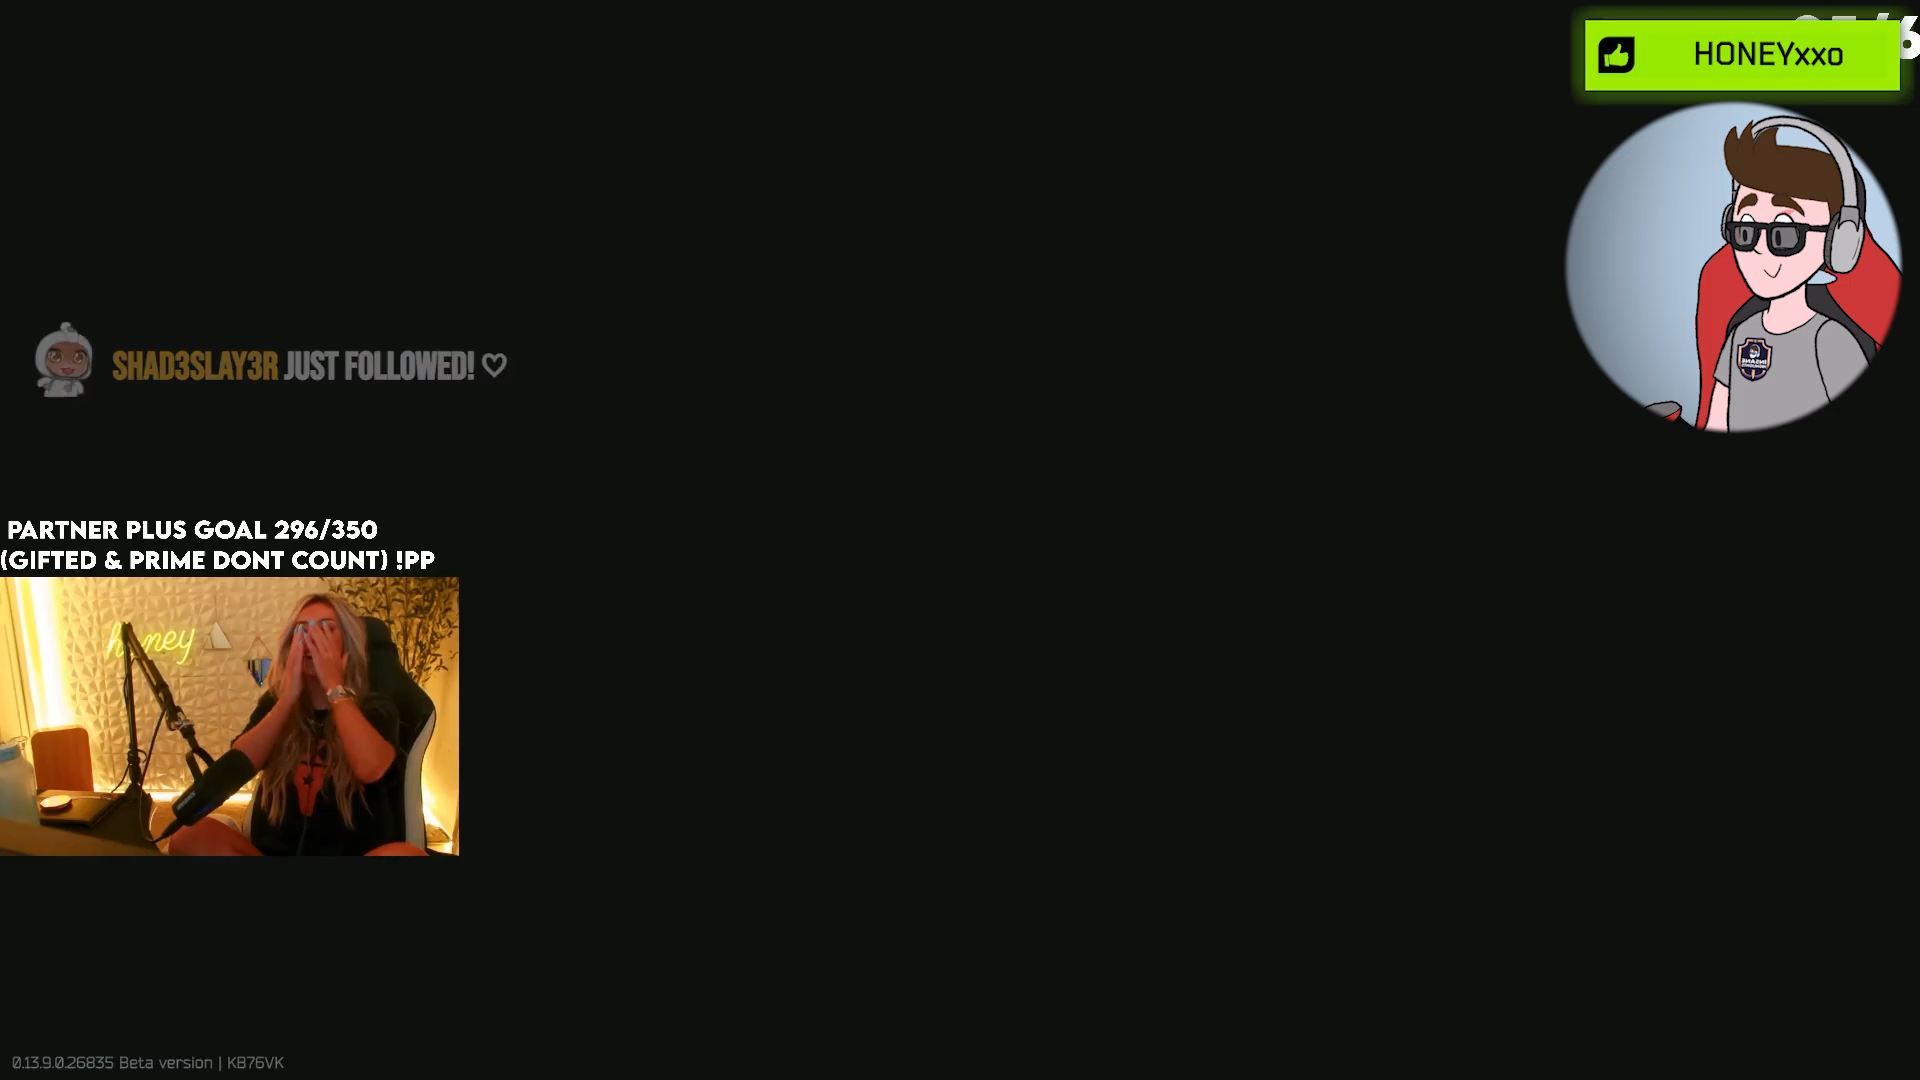 HONEYxxo
SHAD3SLAY3R JUST FOLLOWED! ♡
PARTNER PLUS GOAL 296/350
(GIFTED & PRIME DONT COUNT) !PP
honey
0.13.9.0.26835 Beta version | KB76VK